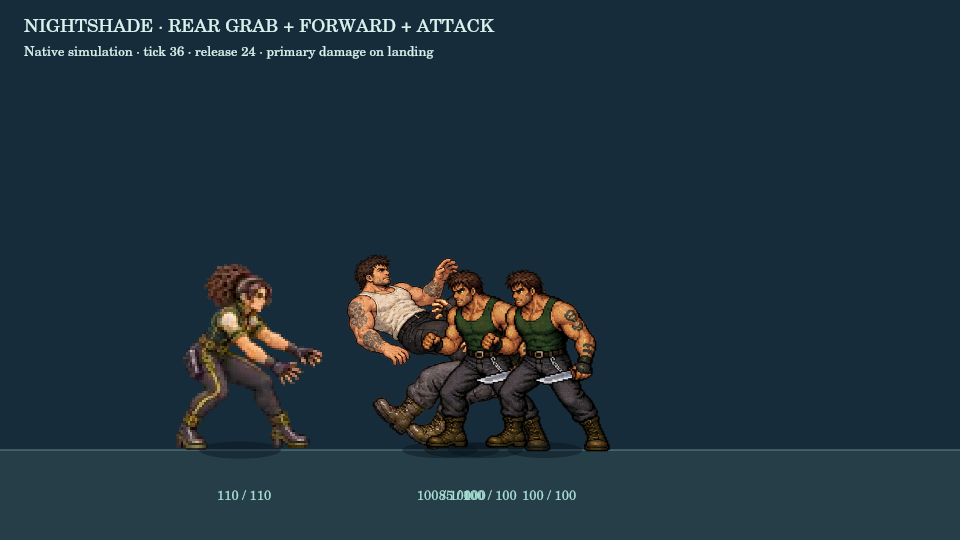 NIGHTSHADE · REAR GRAB + FORWARD + ATTACK
Native simulation · tick 36 · release 24 · primary damage on landing
110 / 110 / 100 100 / 100